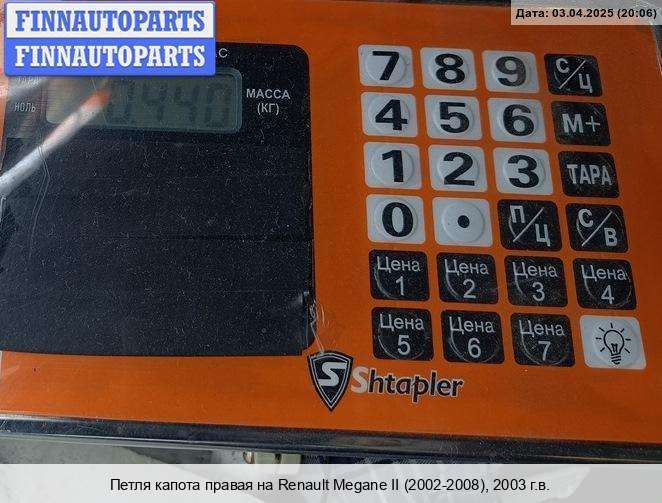 FINNAUTOPARTS
FINNAUTOPARTS
Дата: 03.04.2025 (20:06)
ТАРА
НОЛЬ
0.440
МАССА
(КГ)
7 8 9 С/Ц
4 5 6 М+
1 2 3 ТАРА
0 . П/Ц С/В
Цена 1 Цена 2 Цена 3 Цена 4
Цена 5 Цена 6 Цена 7
S Shtapler
Петля капота правая на Renault Megane II (2002-2008), 2003 г.в.